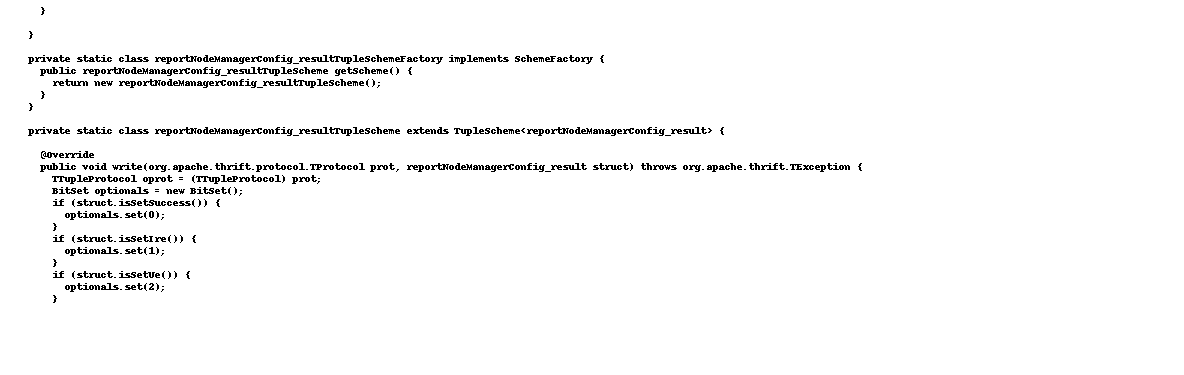 }
}
private static class reportNodeManagerConfig_resultTupleSchemeFactory implements SchemeFactory {
public reportNodeManagerConfig_resultTupleScheme getScheme() {
return new reportNodeManagerConfig_resultTupleScheme();
}
}
private static class reportNodeManagerConfig_resultTupleScheme extends TupleScheme<reportNodeManagerConfig_result> {
@Override
public void write(org.apache.thrift.protocol.TProtocol prot, reportNodeManagerConfig_result struct) throws org.apache.thrift.TException {
TTupleProtocol oprot = (TTupleProtocol) prot;
BitSet optionals = new BitSet();
if (struct.isSetSuccess()) {
optionals.set(0);
}
if (struct.isSetIre()) {
optionals.set(1);
}
if (struct.isSetUe()) {
optionals.set(2);
}